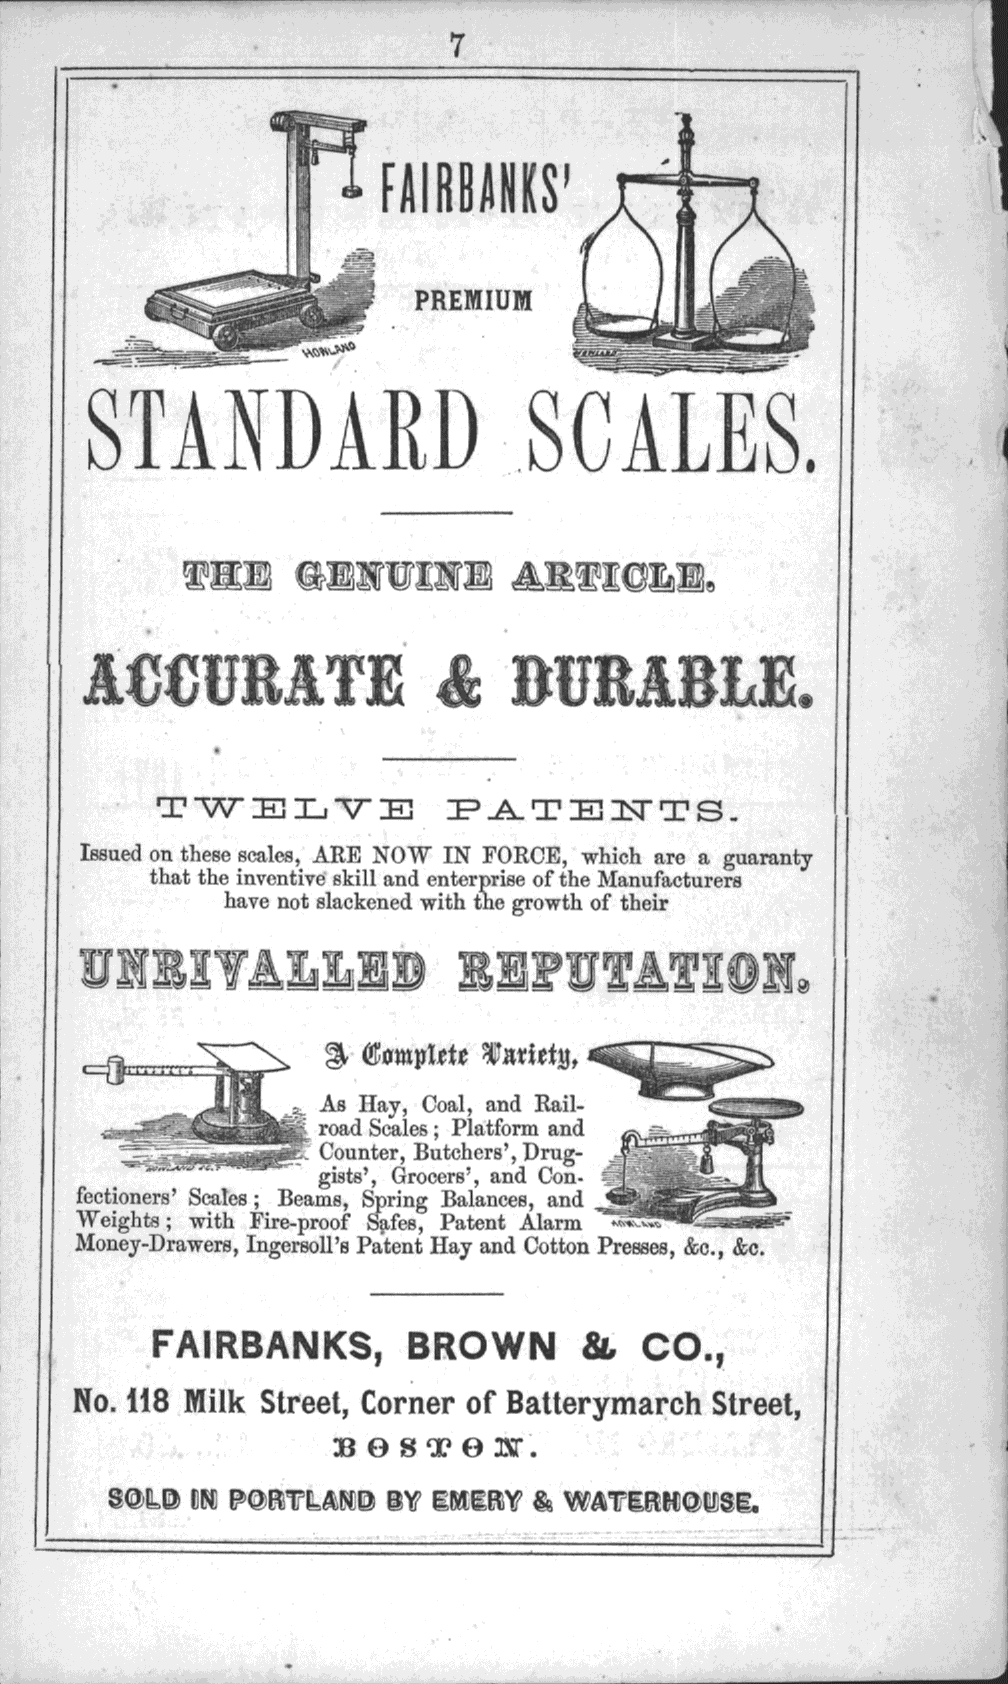 7
FAIRBANKS'
PREMIUM
HOWLAND
STANDARD SCALES.
THE GENUINE ARTICLE.
ACCURATE & DURABLE.
TWELVE PATENTS.
Issued on these scales, ARE NOW IN FORCE, which are a guaranty
that the inventive skill and enterprise of the Manufacturers
have not slackened with the growth of their
UNRIVALLED REPUTATION.
A Complete Variety,
As Hay, Coal, and Rail-
road Scales; Platform and
Counter, Butchers', Drug-
gists', Grocers', and Con-
fectioners' Scales; Beams, Spring Balances, and
Weights; with Fire-proof Safes, Patent Alarm
HOWLAND
Money-Drawers, Ingersoll's Patent Hay and Cotton Presses, &c., &c.
FAIRBANKS, BROWN & CO.,
No. 118 Milk Street, Corner of Batterymarch Street,
BOSTON.
SOLD IN PORTLAND BY EMERY & WATERHOUSE.